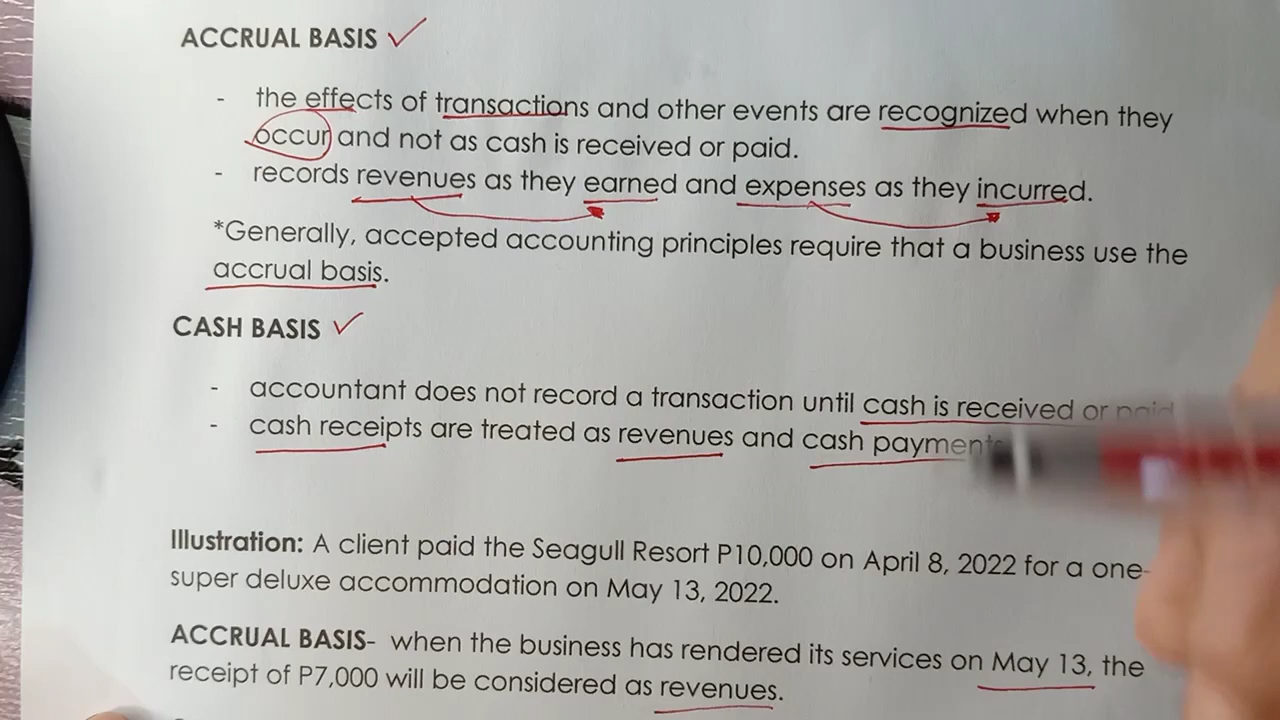 ACCRUAL BASIS
- the effects of transactions and other events are recognized when they
occur and not as cash is received or paid.
- records revenues as they earned and expenses as they incurred.
*Generally, accepted accounting principles require that a business use the
accrual basis.
CASH BASIS
- accountant does not record a transaction until cash is received or paid
- cash receipts are treated as revenues and cash payments
Illustration: A client paid the Seagull Resort P10,000 on April 8, 2022 for a one-
super deluxe accommodation on May 13, 2022.
ACCRUAL BASIS- when the business has rendered its services on May 13, the
receipt of P7,000 will be considered as revenues.